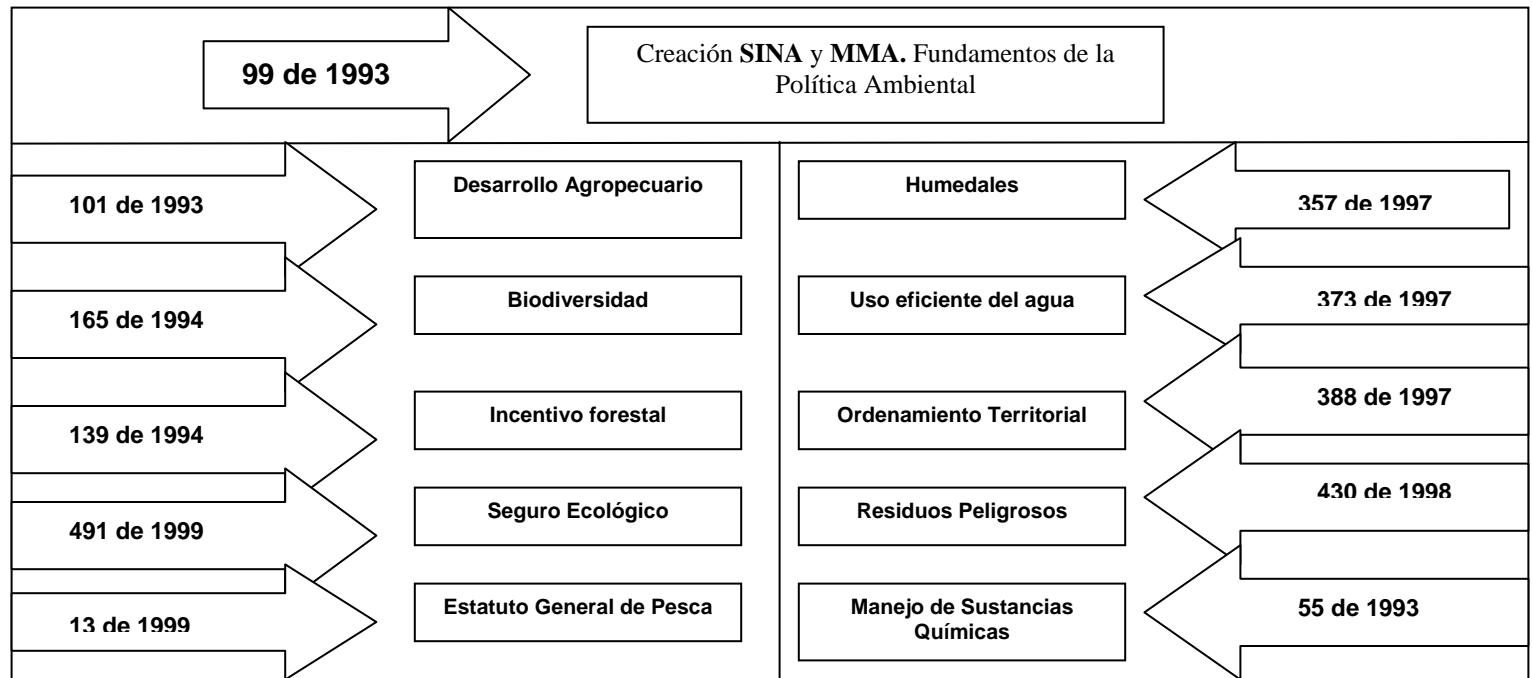 99 de 1993
Creación SINA y MMA. Fundamentos de la
Política Ambiental
101 de 1993
Desarrollo Agropecuario
Humedales
357 de 1997
165 de 1994
Biodiversidad
Uso eficiente del agua
373 de 1997
139 de 1994
Incentivo forestal
Ordenamiento Territorial
388 de 1997
491 de 1999
Seguro Ecológico
Residuos Peligrosos
430 de 1998
13 de 1999
Estatuto General de Pesca
Manejo de Sustancias
Químicas
55 de 1993